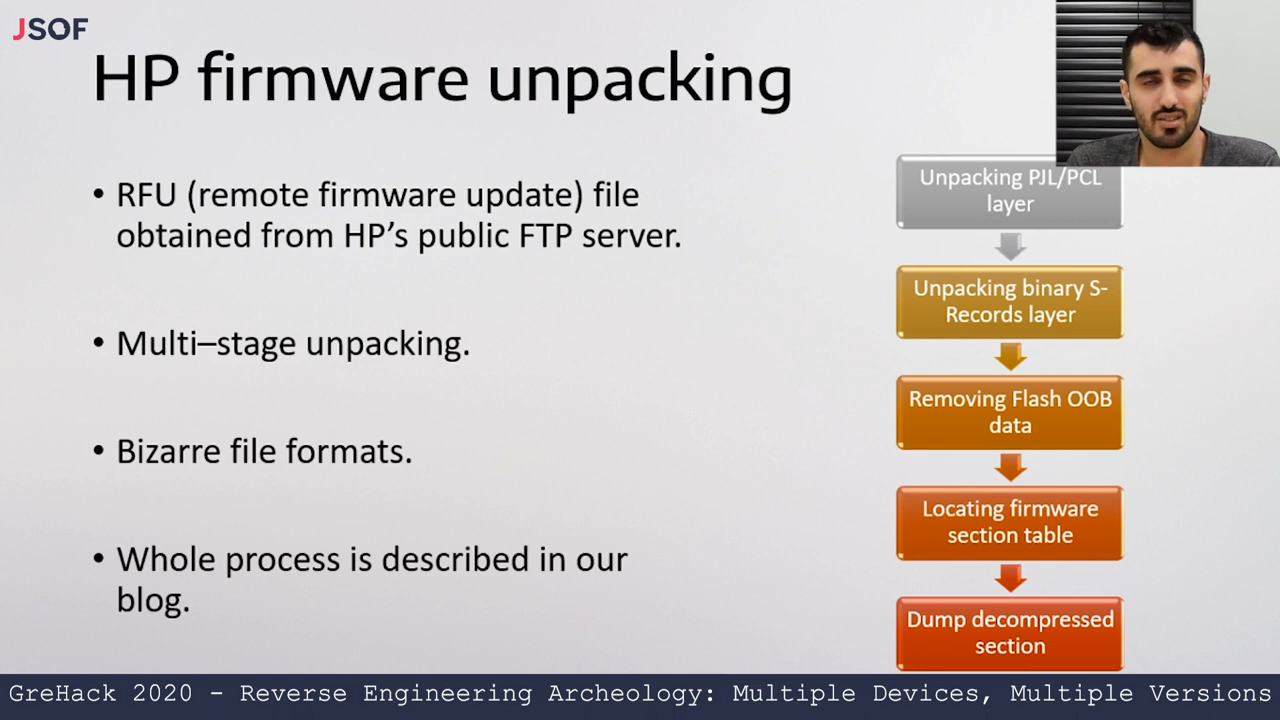 JSOF
HP firmware unpacking
• RFU (remote firmware update) file
obtained from HP’s public FTP server.
• Multi–stage unpacking.
• Bizarre file formats.
• Whole process is described in our
blog.
Unpacking PJL/PCL
layer
Unpacking binary S-
Records layer
Removing Flash OOB
data
Locating firmware
section table
Dump decompressed
section
GreHack 2020 - Reverse Engineering Archeology: Multiple Devices, Multiple Versions